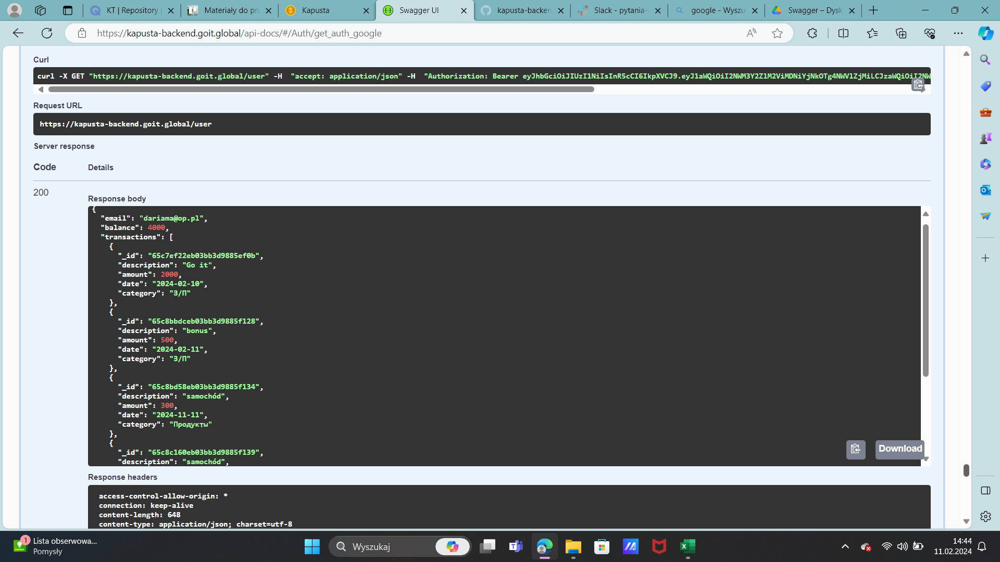 KT | Repository
Materiały do pro
Kapusta
Swagger UI
kapusta-backen
Slack - pytania-
google - Wyszu
Swagger – Dysk
https://kapusta-backend.goit.global/api-docs/#/Auth/get_auth_google
Curl
curl -X GET "https://kapusta-backend.goit.global/user" -H  "accept: application/json" -H  "Authorization: Bearer eyJhbGciOiJIUzI1NiIsInR5cCI6IkpXVCJ9.eyJ1aWQiOiI2NWM3Y2ZlM2ViMDNiYjNkOTg4NWVlZjMiLCJzaWQiOiI2NW
Request URL
https://kapusta-backend.goit.global/user
Server response
Code Details
200
Response body
{
"email": "dariama@op.pl",
"balance": 4000,
"transactions": [
{
"_id": "65c7ef22eb03bb3d9885ef0b",
"description": "Go it",
"amount": 2000,
"date": "2024-02-10",
"category": "З/П"
},
{
"_id": "65c8bbdceb03bb3d9885f128",
"description": "bonus",
"amount": 500,
"date": "2024-02-11",
"category": "З/П"
},
{
"_id": "65c8bd58eb03bb3d9885f134",
"description": "samochód",
"amount": 300,
"date": "2024-11-11",
"category": "Продукты"
},
{
"_id": "65c8c160eb03bb3d9885f139",
"description": "samochód",
Download
Response headers
access-control-allow-origin: *
connection: keep-alive
content-length: 648
content-type: application/json; charset=utf-8
1
Lista obserwowa...
Pomysły
Wyszukaj
14:44
11.02.2024